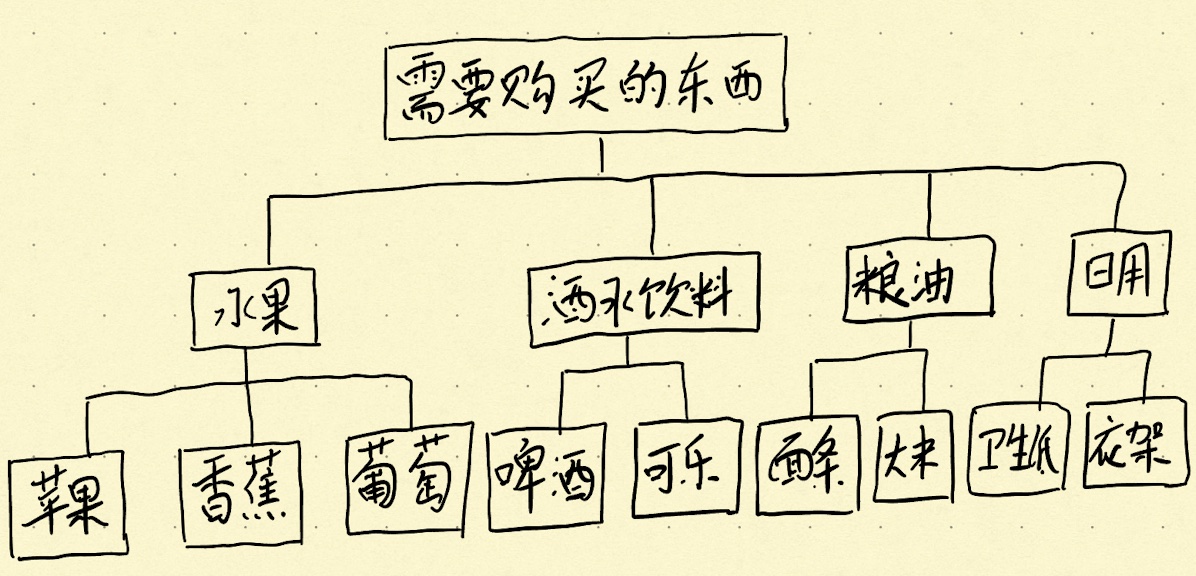 需要购买的东西
水果
酒水饮料
粮油
日用
苹果
香蕉
葡萄
啤酒
可乐
面条
大米
卫生纸
衣架